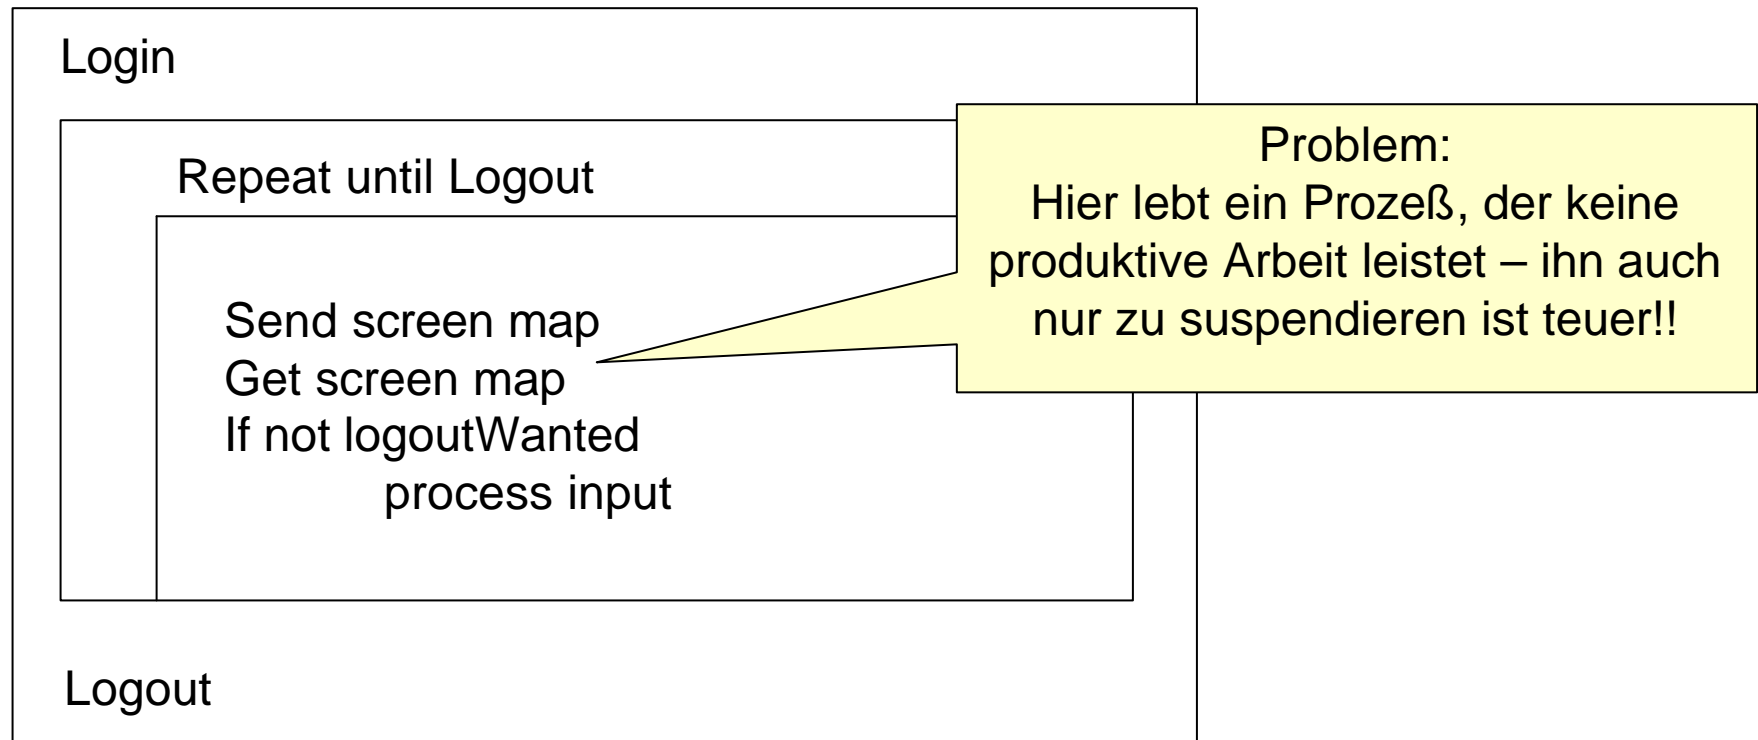 Login
Repeat until Logout
Problem:
Hier lebt ein Prozeß, der keine
produktive Arbeit leistet – ihn auch
nur zu suspendieren ist teuer!!
Send screen map
Get screen map
If not logoutWanted
process input
Logout